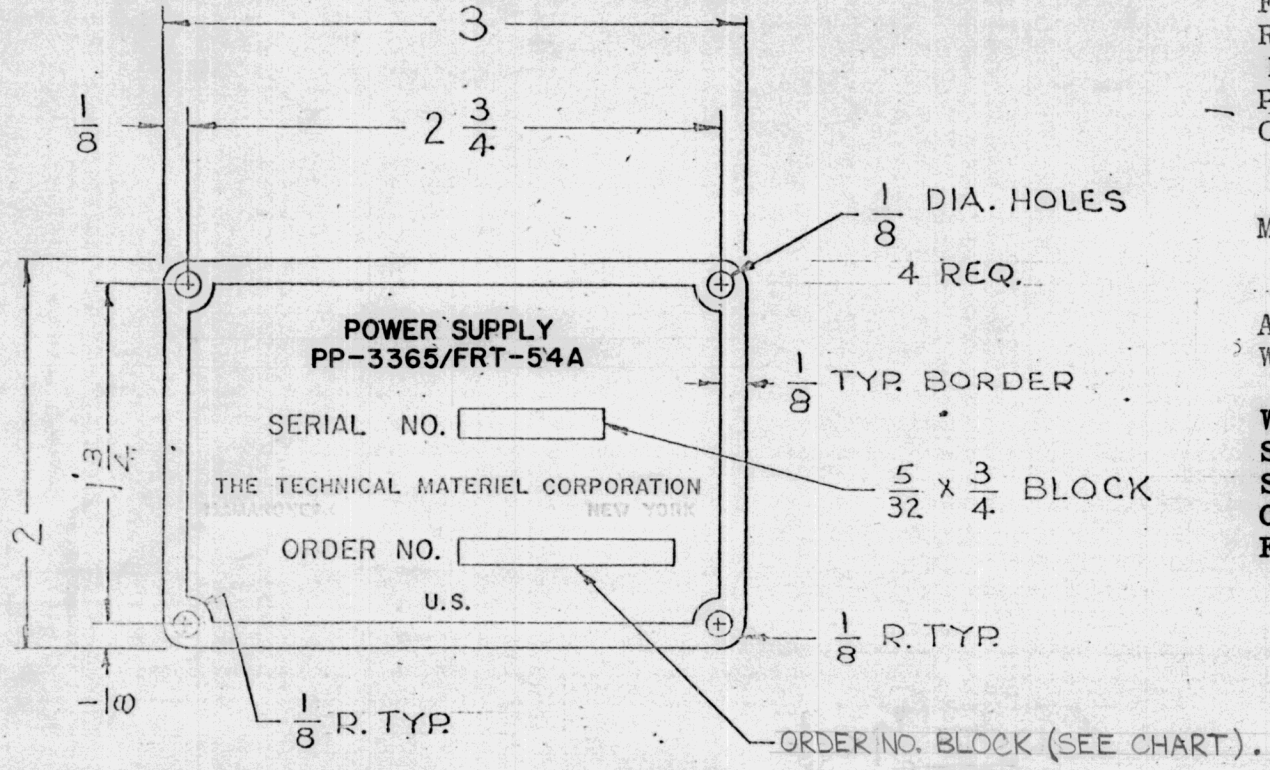 3
1/8
2 3/4
1/8 DIA. HOLES
4 REQ.
POWER SUPPLY
PP-3365/FRT-54A
1/8 TYP. BORDER
SERIAL NO.
1 3/4
2
THE TECHNICAL MATERIEL CORPORATION
NEW YORK
5/32 X 3/4 BLOCK
ORDER NO.
U.S.
1/8 R. TYP.
1/8
1/8 R. TYP.
ORDER NO. BLOCK (SEE CHART).